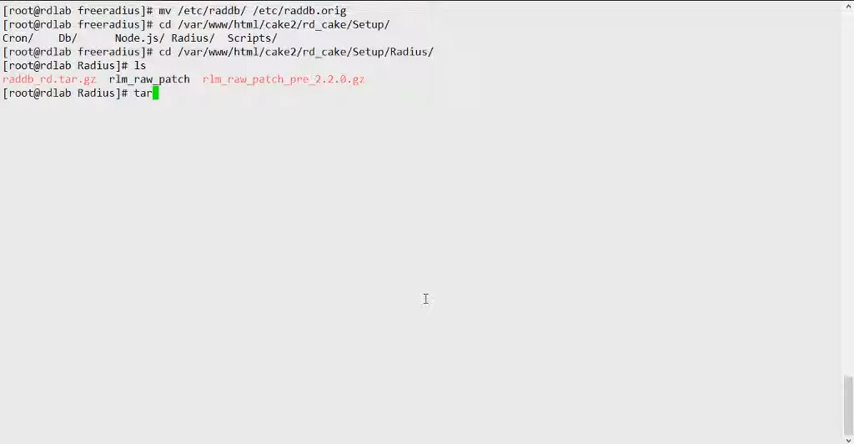 [root@rdlab freeradius]# mv /etc/raddb/ /etc/raddb.orig
[root@rdlab freeradius]# cd /var/www/html/cake2/rd_cake/Setup/
Cron/ Db/ Node.js/ Radius/ Scripts/
[root@rdlab freeradius]# cd /var/www/html/cake2/rd_cake/Setup/Radius/
[root@rdlab Radius]# ls
raddb_rd.tar.gz rlm_raw_patch rlm_raw_patch_pre_2.2.0.gz
[root@rdlab Radius]# tar